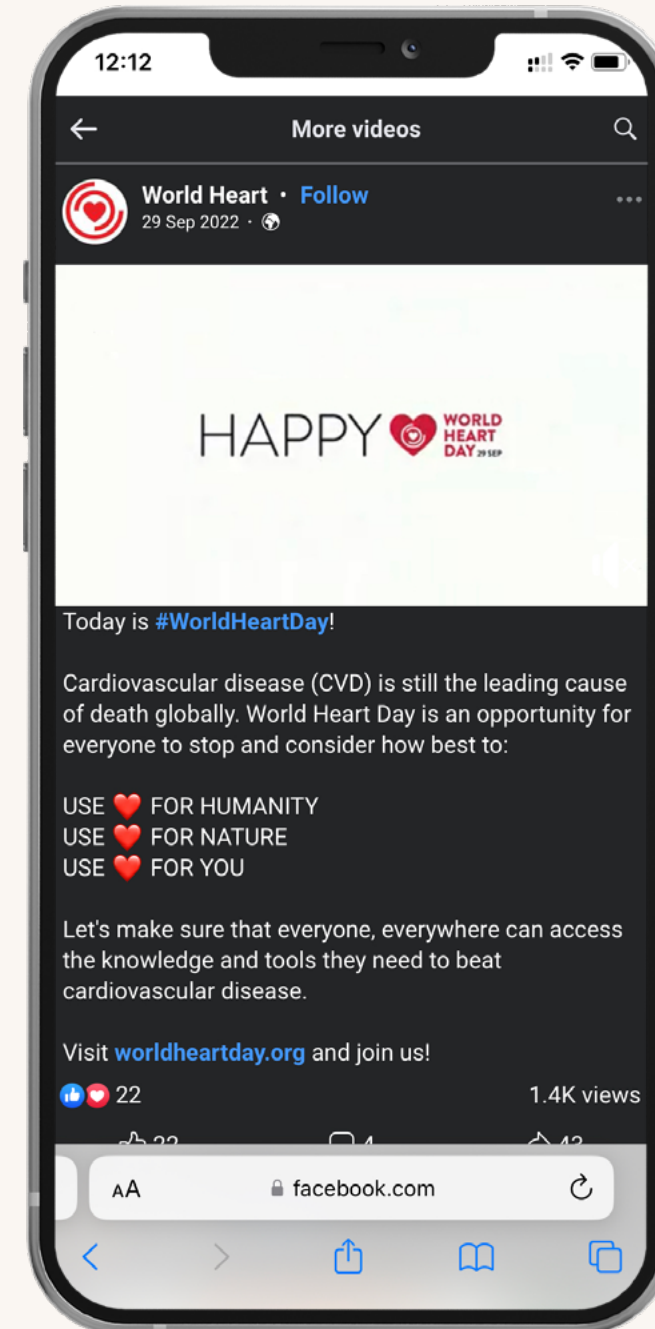 12:12
More videos
World Heart · Follow
29 Sep 2022 ·
HAPPY WORLD HEART DAY 29 SEP
Today is #WorldHeartDay!
Cardiovascular disease (CVD) is still the leading cause
of death globally. World Heart Day is an opportunity for
everyone to stop and consider how best to:
USE ❤️ FOR HUMANITY
USE ❤️ FOR NATURE
USE ❤️ FOR YOU
Let's make sure that everyone, everywhere can access
the knowledge and tools they need to beat
cardiovascular disease.
Visit worldheartday.org and join us!
22 1.4K views
22 4 43
AA facebook.com